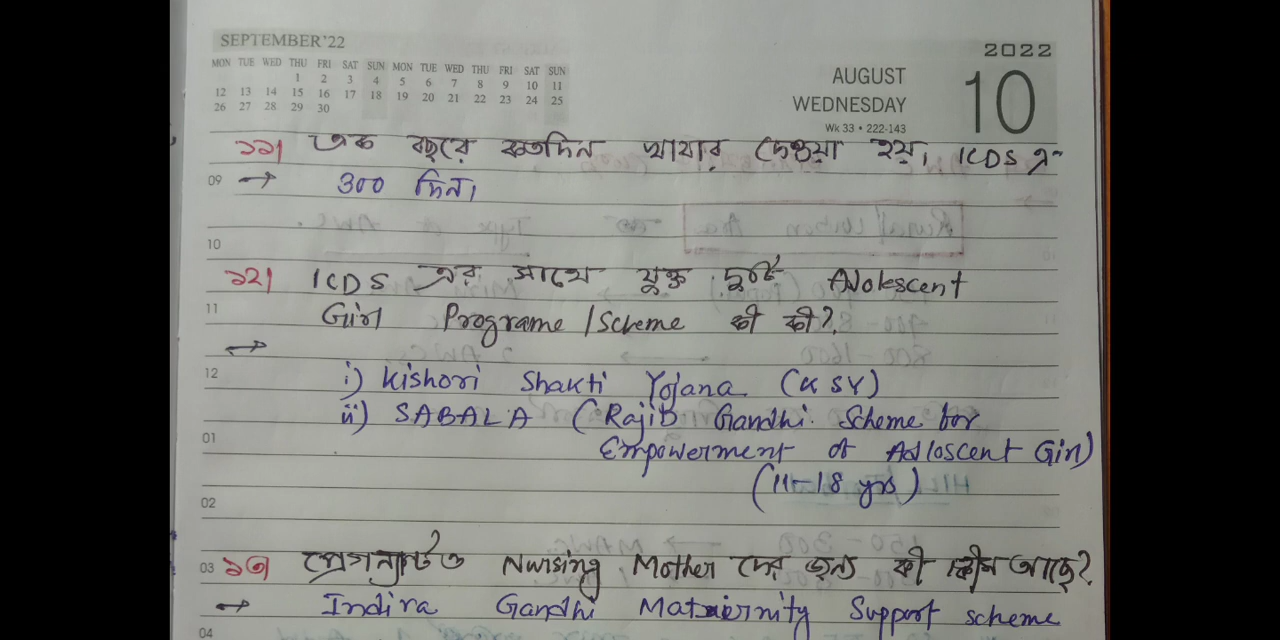 SEPTEMBER'22
MON TUE WED THU FRI SAT SUN MON TUE WED THU FRI SAT SUN
1 2 3 4 5 6 7 8 9 10 11
12 13 14 15 16 17 18 19 20 21 22 23 24 25
26 27 28 29 30
2022
AUGUST
WEDNESDAY
10
Wk 33 • 222-143
১১। এক বছরে কতদিন খাবার দেওয়া হয়। ICDS এ
09 → 300 দিন।
10
১২। ICDS এর সাথে যুক্ত দুটি Adolescent
11 Girl Programe/Scheme কী কী?
→
12 i) Kishori Shakti Yojana (KSY)
ii) SABALA (Rajib Gandhi Scheme for
01 Empowerment of Adloscent Girl)
(11-18 yrs)
02
03 ১৩। প্রেগন্যান্ট ও Nursing Mother দের জন্য কী স্কিম আছে?
→ Indira Gandhi Maternity Support scheme
04